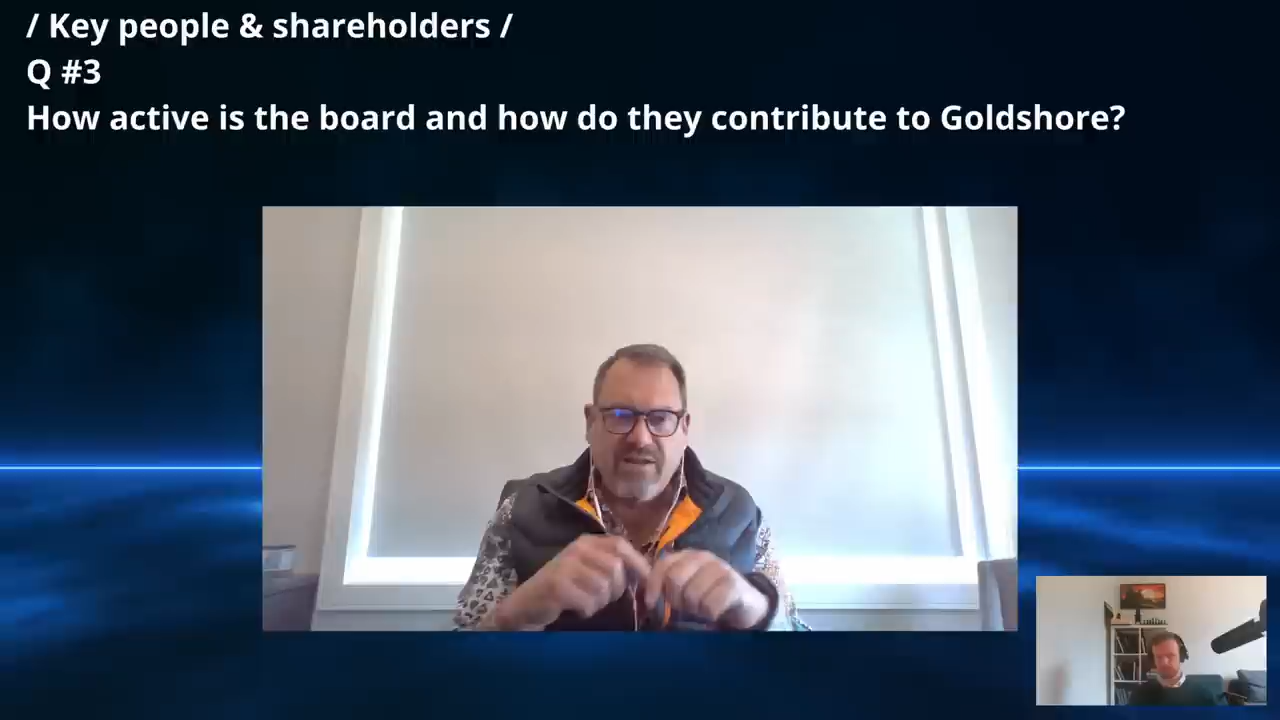 / Key people & shareholders /
Q #3
How active is the board and how do they contribute to Goldshore?